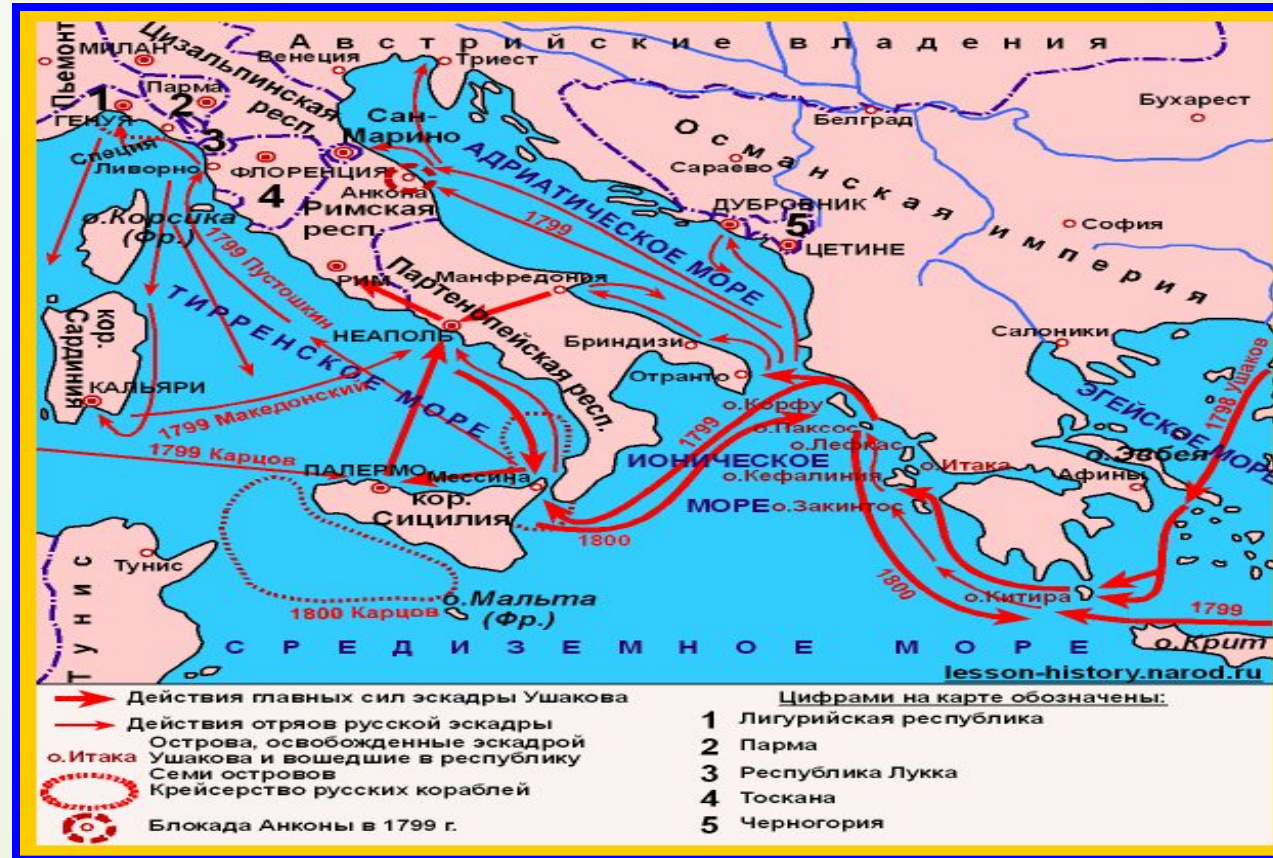 Австрийские владения
МИЛАН
Пьемонт
Цизальпинская респ.
Венеция
Триест
Парма
1
2
ГЕНУЯ
3
Специя
Ливорно
Сан-Марино
ФЛОРЕНЦИЯ
4
Анкона
Римская респ.
АДРИАТИЧЕСКОЕ МОРЕ
1799
Белград
Бухарест
Османская империя
Сараево
ДУБРОВНИК
5
ЦЕТИНЕ
София
о.Корсика
(Фр.)
1799 Пустошкин
РИМ
Партенопейская респ.
Манфредония
ТИРРЕНСКОЕ МОРЕ
НЕАПОЛЬ
Бриндизи
Отранто
Салоники
кор. Сардиния
КАЛЬЯРИ
1799 Македонский
1799 Карцов
ПАЛЕРМО
Мессина
кор.
Сицилия
1799
1800
ИОНИЧЕСКОЕ
МОРЕ
о.Корфу
о.Паксос
о.Лефкас
о.Итака
о.Кефалиния
о.Закинтос
1800
ЭГЕЙСКОЕ МОРЕ
1798 Ушаков
о.Эвбея
Афины
о.Китира
1799
о.Крит
Тунис
Тунис
1800 Карцов
о.Мальта
(Фр.)
СРЕДИЗЕМНОЕ МОРЕ
lesson-history.narod.ru
Действия главных сил эскадры Ушакова
Действия отряов русской эскадры
о.Итака Острова, освобожденные эскадрой
Ушакова и вошедшие в республику
Семи островов
Крейсерство русских кораблей
Блокада Анконы в 1799 г.
Цифрами на карте обозначены:
1 Лигурийская республика
2 Парма
3 Республика Лукка
4 Тоскана
5 Черногория